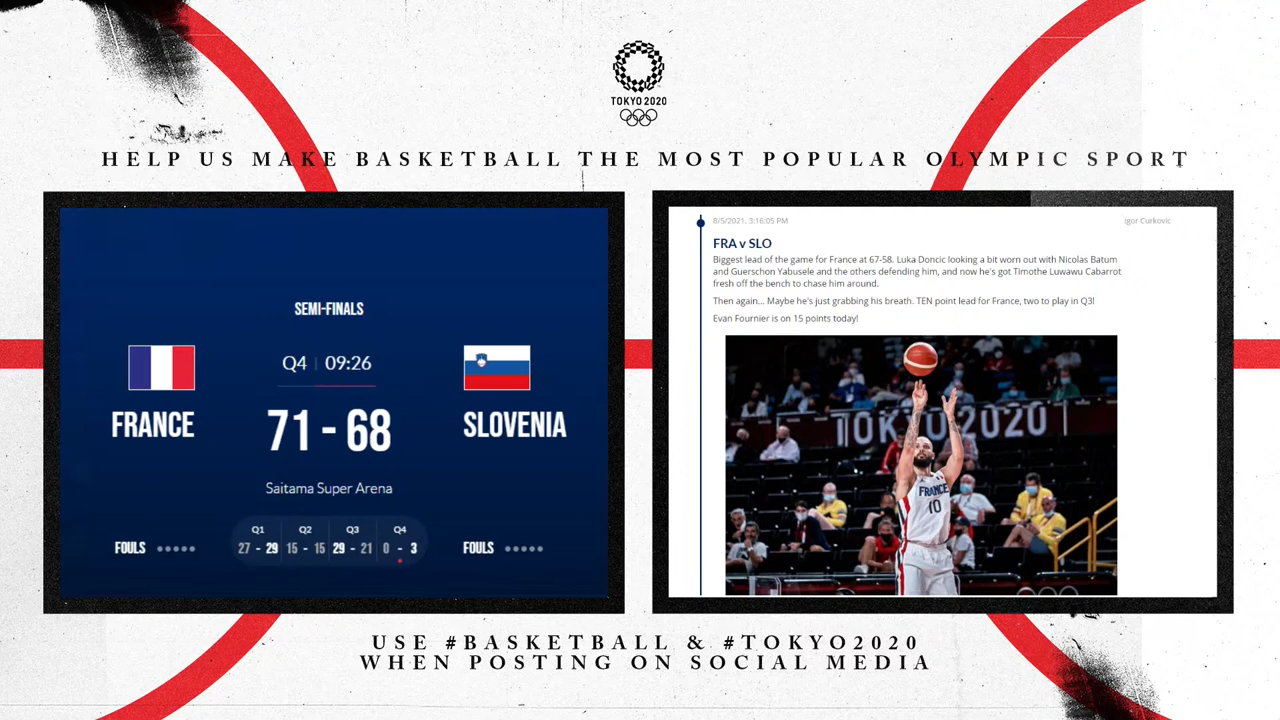 TOKYO 2020
HELP US MAKE BASKETBALL THE MOST POPULAR OLYMPIC SPORT
SEMI-FINALS
Q4 | 09:26
FRANCE
71 - 68
SLOVENIA
Saitama Super Arena
Q1 Q2 Q3 Q4
FOULS
27 - 29 15 - 15 29 - 21 0 - 3
FOULS
8/5/2021, 3:16:05 PM
Igor Curkovic
FRA v SLO
Biggest lead of the game for France at 67-58. Luka Doncic looking a bit worn out with Nicolas Batum
and Guerschon Yabusele and the others defending him, and now he's got Timothe Luwawu Cabarrot
fresh off the bench to chase him around.
Then again... Maybe he's just grabbing his breath. TEN point lead for France, two to play in Q3!
Evan Fournier is on 15 points today!
TOKYO 2020
FRANCE
10
USE #BASKETBALL & #TOKYO2020
WHEN POSTING ON SOCIAL MEDIA